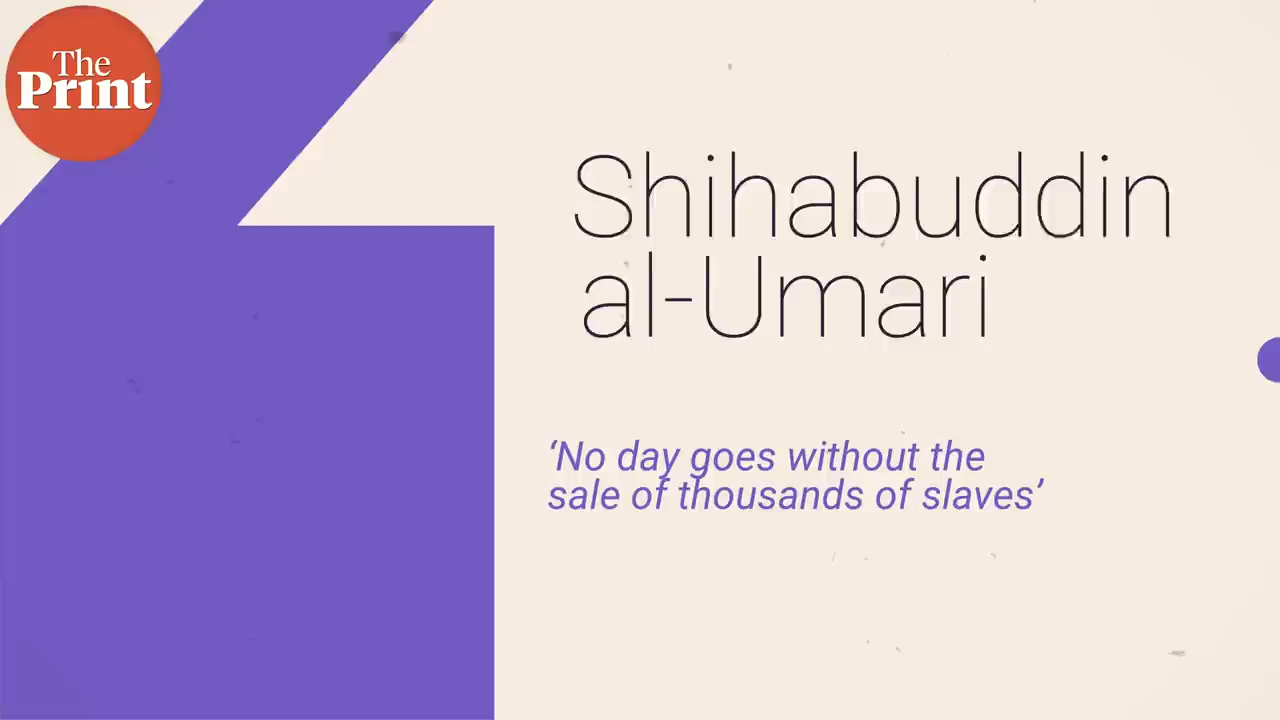 The
Print
Shihabuddin
al-Umari
‘No day goes without the
sale of thousands of slaves’